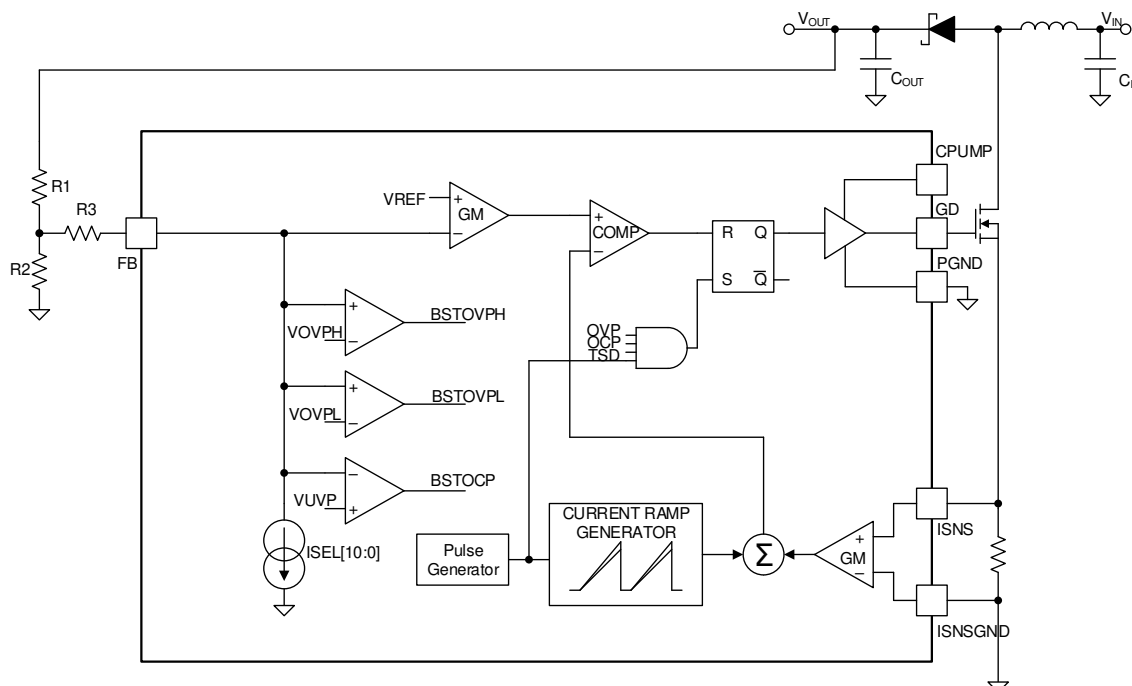 VOUT
VIN
COUT
CPUMP
R1
R3
VREF
GM
COMP
R
Q
GD
FB
R2
S
Q
PGND
BSTOVPH
VOVPH
OVP
OCP
TSD
BSTOVPL
VOVPL
BSTOCP
VUVP
ISEL[10:0]
Pulse
Generator
CURRENT RAMP
GENERATOR
Σ
GM
ISNS
ISNSGND